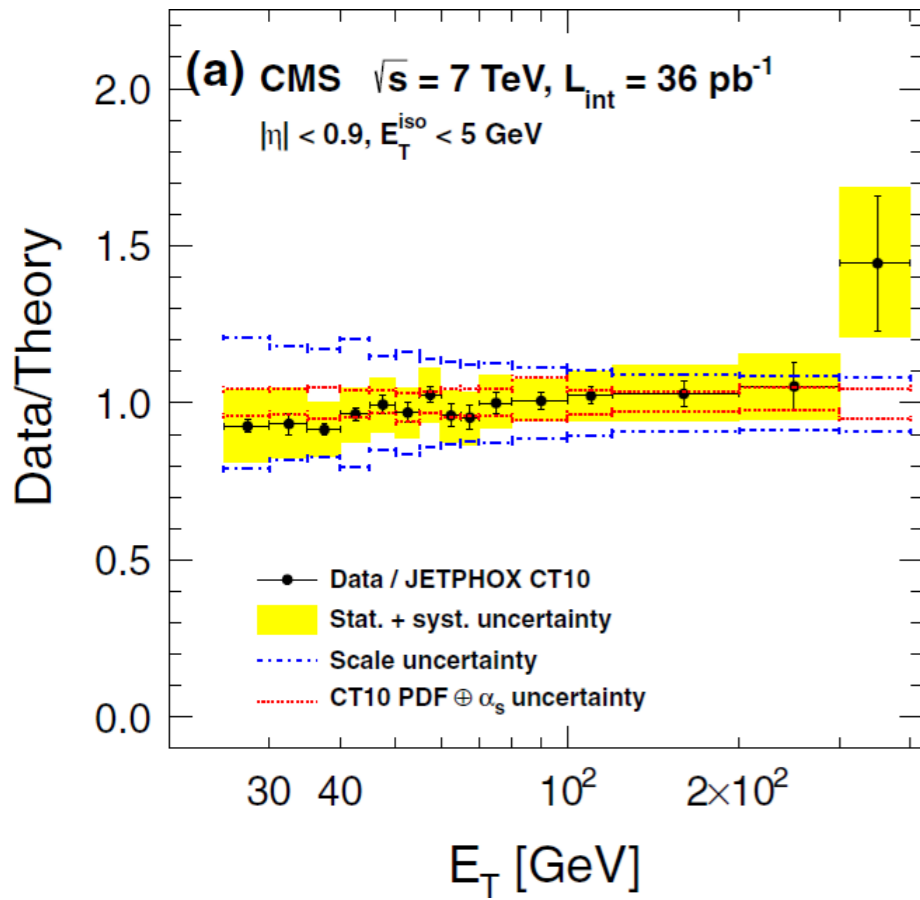 (a) CMS √s = 7 TeV, L_int = 36 pb⁻¹
|η| < 0.9, E_T^iso < 5 GeV
Data/Theory
2.0
1.5
1.0
0.5
0.0
Data / JETPHOX CT10
Stat. + syst. uncertainty
Scale uncertainty
CT10 PDF ⊕ α_s uncertainty
30 40 10² 2×10²
E_T [GeV]